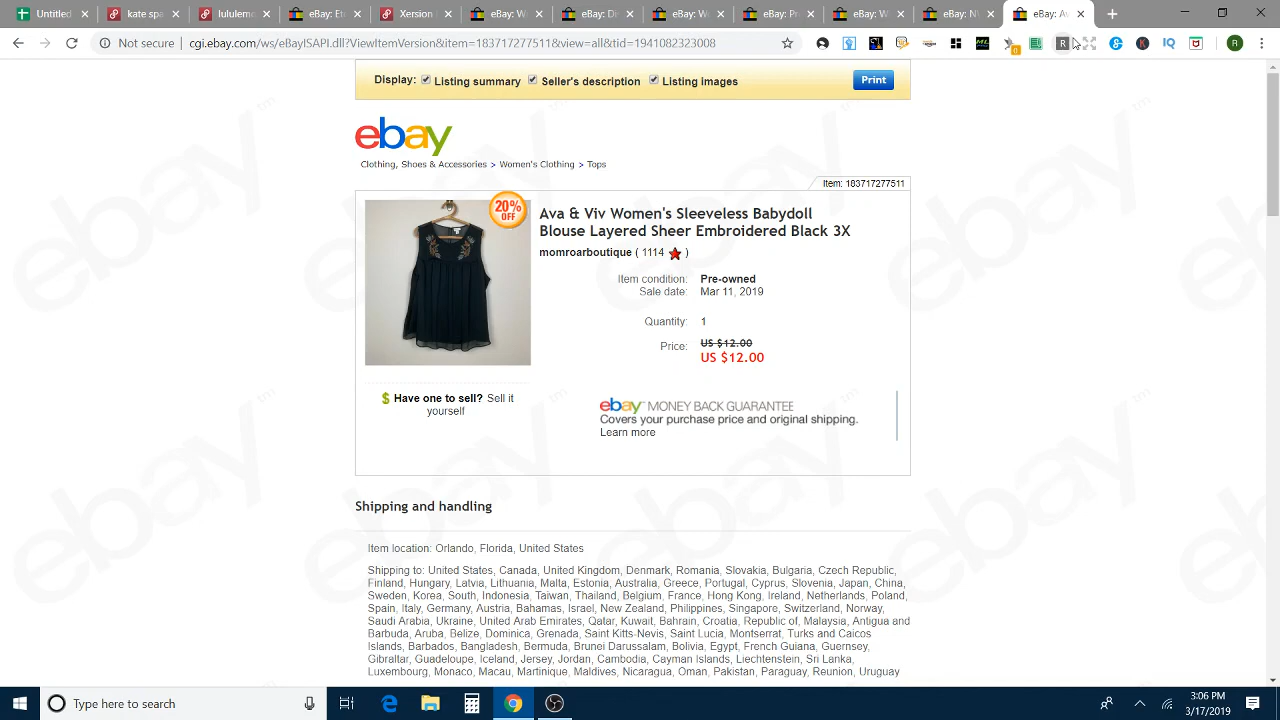 Untitled
te spe
lululeme
eBay: Ete
Version (
eBay: Wo
eBay: Di
eBay: We
eBay: Pr
eBay: W
eBay: NV
eBay: Av
Not secure | cgi.ebay.com/ws/eBayISAPI.dll?ViewItemVersion&item=183717277511&view=all&tid=1941082323008
Display: Listing summary Seller's description Listing images Print
ebay
Clothing, Shoes & Accessories > Women's Clothing > Tops
Item: 183717277511
20% OFF
Ava & Viv Women's Sleeveless Babydoll
Blouse Layered Sheer Embroidered Black 3X
momroarboutique ( 1114 )
Item condition: Pre-owned
Sale date: Mar 11, 2019
Quantity: 1
Price: US $12.00
US $12.00
$ Have one to sell? Sell it
yourself
ebay™ MONEY BACK GUARANTEE
Covers your purchase price and original shipping.
Learn more
Shipping and handling
Item location: Orlando, Florida, United States
Shipping to: United States, Canada, United Kingdom, Denmark, Romania, Slovakia, Bulgaria, Czech Republic,
Finland, Hungary, Latvia, Lithuania, Malta, Estonia, Australia, Greece, Portugal, Cyprus, Slovenia, Japan, China,
Sweden, Korea, South, Indonesia, Taiwan, Thailand, Belgium, France, Hong Kong, Ireland, Netherlands, Poland,
Spain, Italy, Germany, Austria, Bahamas, Israel, New Zealand, Philippines, Singapore, Switzerland, Norway,
Saudi Arabia, Ukraine, United Arab Emirates, Qatar, Kuwait, Bahrain, Croatia, Republic of, Malaysia, Antigua and
Barbuda, Aruba, Belize, Dominica, Grenada, Saint Kitts-Nevis, Saint Lucia, Montserrat, Turks and Caicos
Islands, Barbados, Bangladesh, Bermuda, Brunei Darussalam, Bolivia, Egypt, French Guiana, Guernsey,
Gibraltar, Guadeloupe, Iceland, Jersey, Jordan, Cambodia, Cayman Islands, Liechtenstein, Sri Lanka,
Luxembourg, Monaco, Macau, Martinique, Maldives, Nicaragua, Oman, Pakistan, Paraguay, Reunion, Uruguay
Type here to search
3:06 PM
3/17/2019